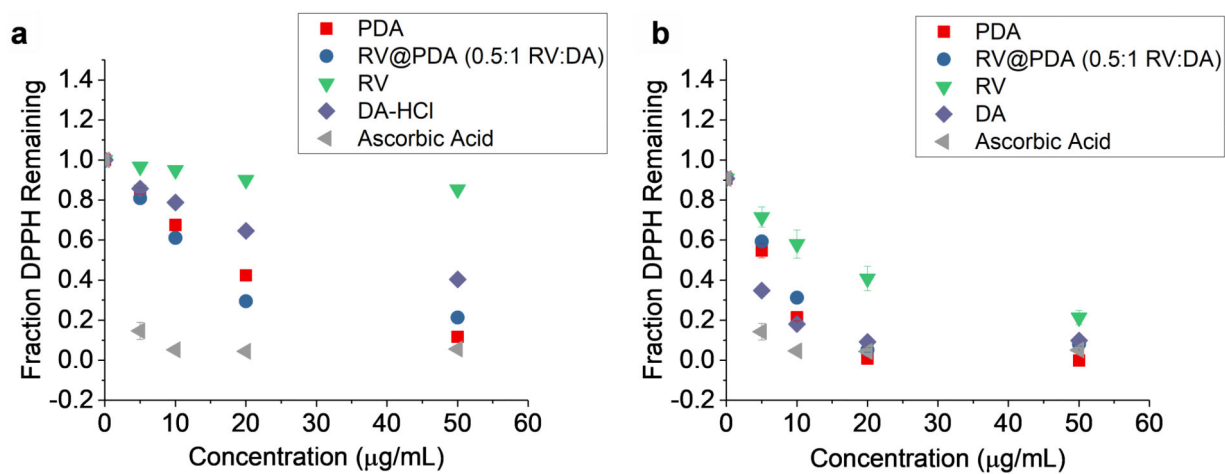 a
PDA
RV@PDA (0.5:1 RV:DA)
RV
DA-HCl
Ascorbic Acid
Fraction DPPH Remaining
1.4
1.2
1.0
0.8
0.6
0.4
0.2
0.0
-0.2
0 10 20 30 40 50 60
Concentration (μg/mL)
b
PDA
RV@PDA (0.5:1 RV:DA)
RV
DA
Ascorbic Acid
Fraction DPPH Remaining
1.4
1.2
1.0
0.8
0.6
0.4
0.2
0.0
-0.2
0 10 20 30 40 50 60
Concentration (μg/mL)